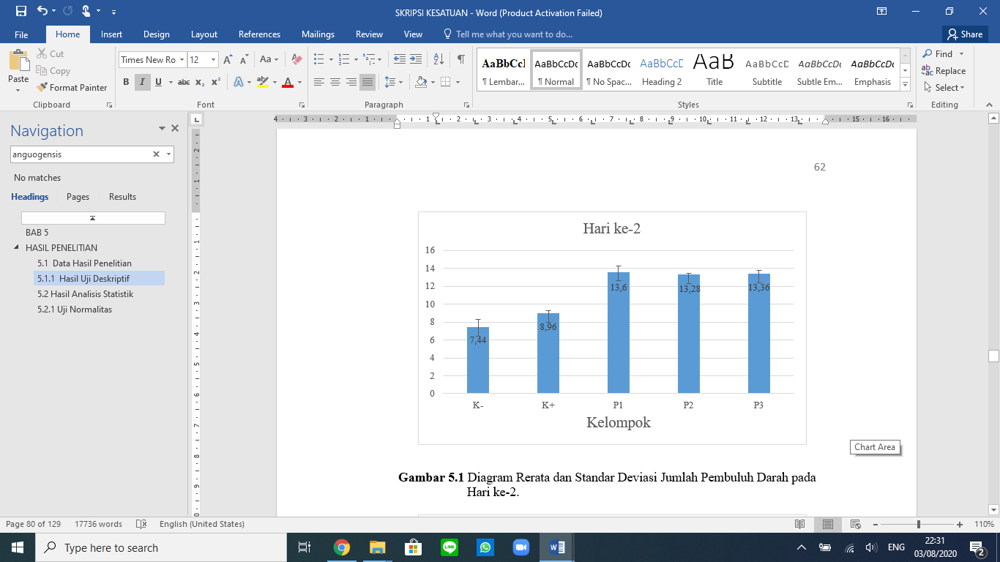 SKRIPSI KESATUAN - Word (Product Activation Failed)
File Home Insert Design Layout References Mailings Review View Tell me what you want to do... Share
Paste
Cut
Copy
Format Painter
Clipboard
Times New Ro 12
Font
Paragraph
AaBbCcI AaBbCcDc AaBbCcDc AaBbCcD AaB AaBbCcD AaBbCcDc AaBbCcDc
¶ Lembar... ¶ Normal ¶ No Spac... Heading 2 Title Subtitle Subtle Em... Emphasis
Styles
Find
Replace
Select
Editing
Navigation
anguogensis
No matches
Headings Pages Results
BAB 5
HASIL PENELITIAN
5.1 Data Hasil Penelitian
5.1.1 Hasil Uji Deskriptif
5.2 Hasil Analisis Statistik
5.2.1 Uji Normalitas
62
Hari ke-2
16
14
12
10
8
6
4
2
0
7,44
8,96
13,6
13,28
13,36
K- K+ P1 P2 P3
Kelompok
Chart Area
Gambar 5.1 Diagram Rerata dan Standar Deviasi Jumlah Pembuluh Darah pada
Hari ke-2.
Page 80 of 129 17736 words English (United States) 110%
Type here to search
ENG
22:31
03/08/2020
2